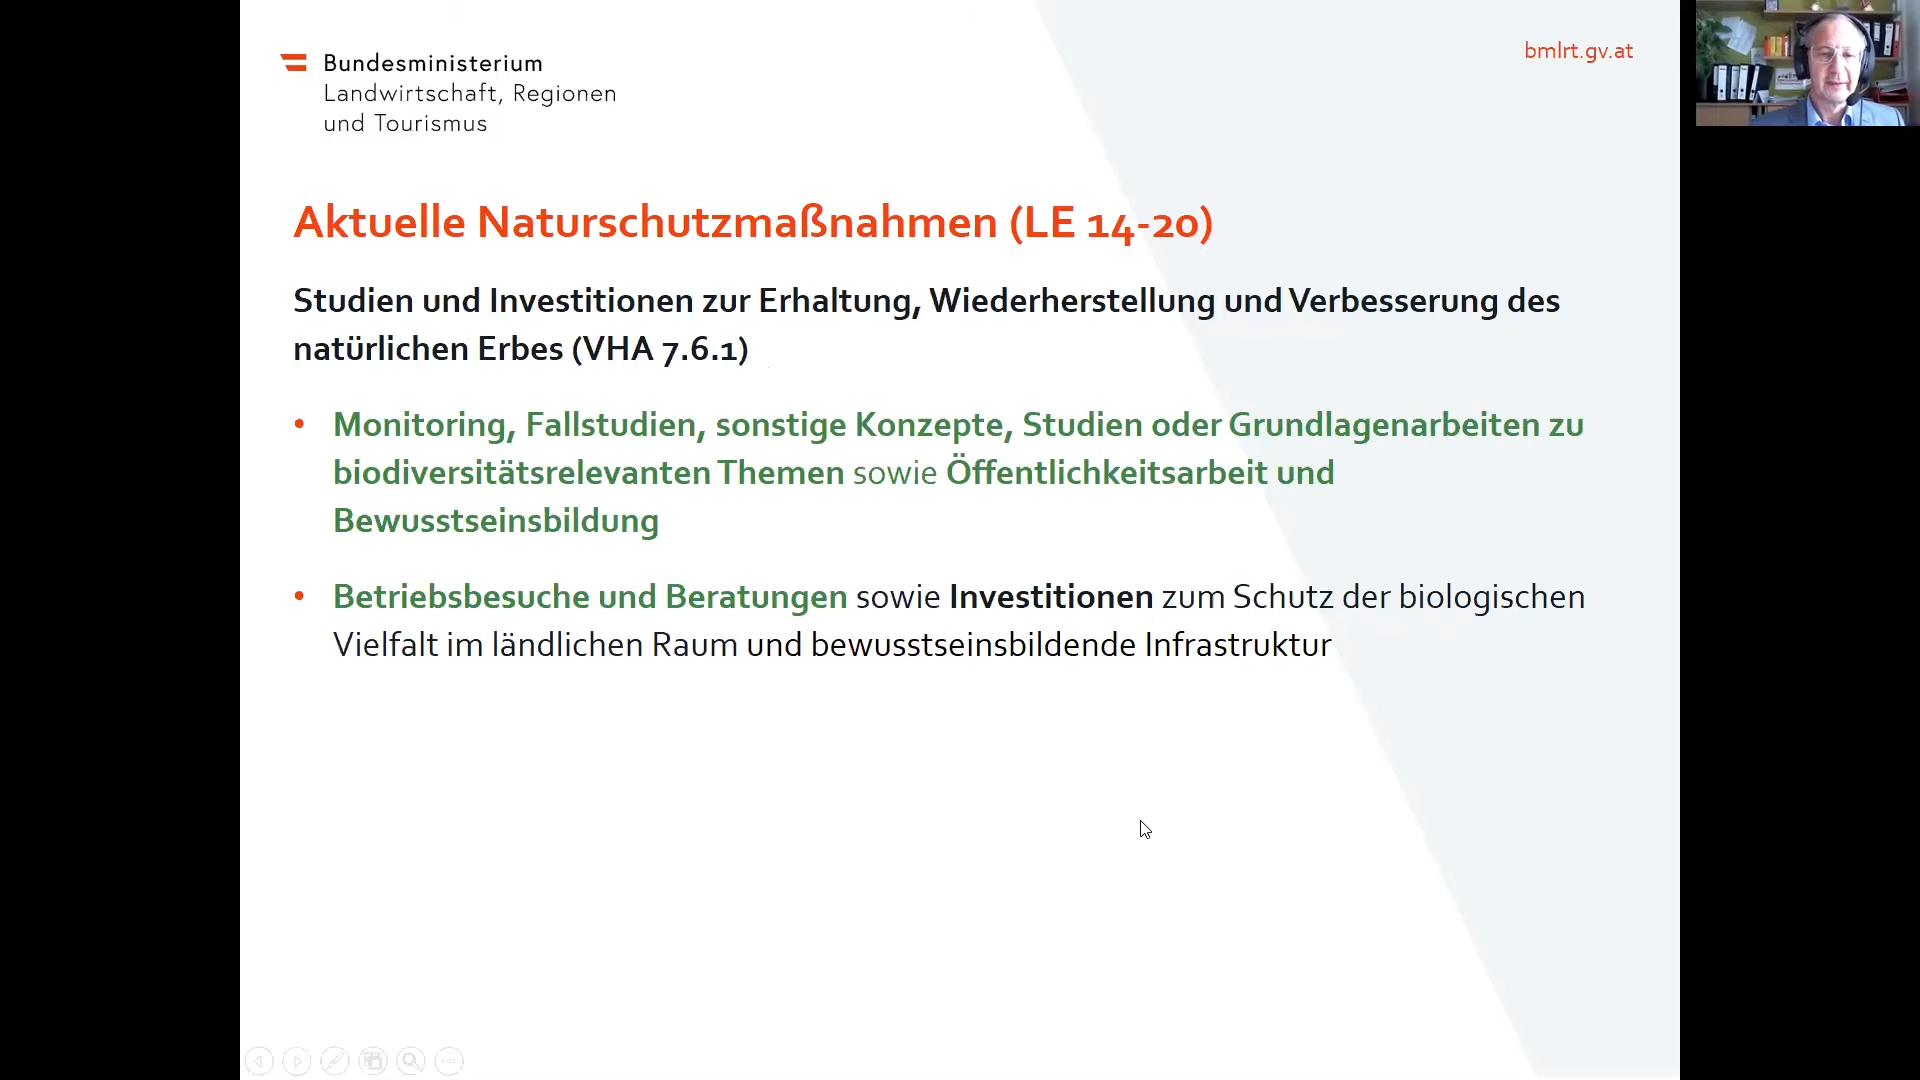 Bundesministerium
Landwirtschaft, Regionen
und Tourismus
bmlrt.gv.at
Aktuelle Naturschutzmaßnahmen (LE 14-20)
Studien und Investitionen zur Erhaltung, Wiederherstellung und Verbesserung des
natürlichen Erbes (VHA 7.6.1)
• Monitoring, Fallstudien, sonstige Konzepte, Studien oder Grundlagenarbeiten zu
biodiversitätsrelevanten Themen sowie Öffentlichkeitsarbeit und
Bewusstseinsbildung
• Betriebsbesuche und Beratungen sowie Investitionen zum Schutz der biologischen
Vielfalt im ländlichen Raum und bewusstseinsbildende Infrastruktur